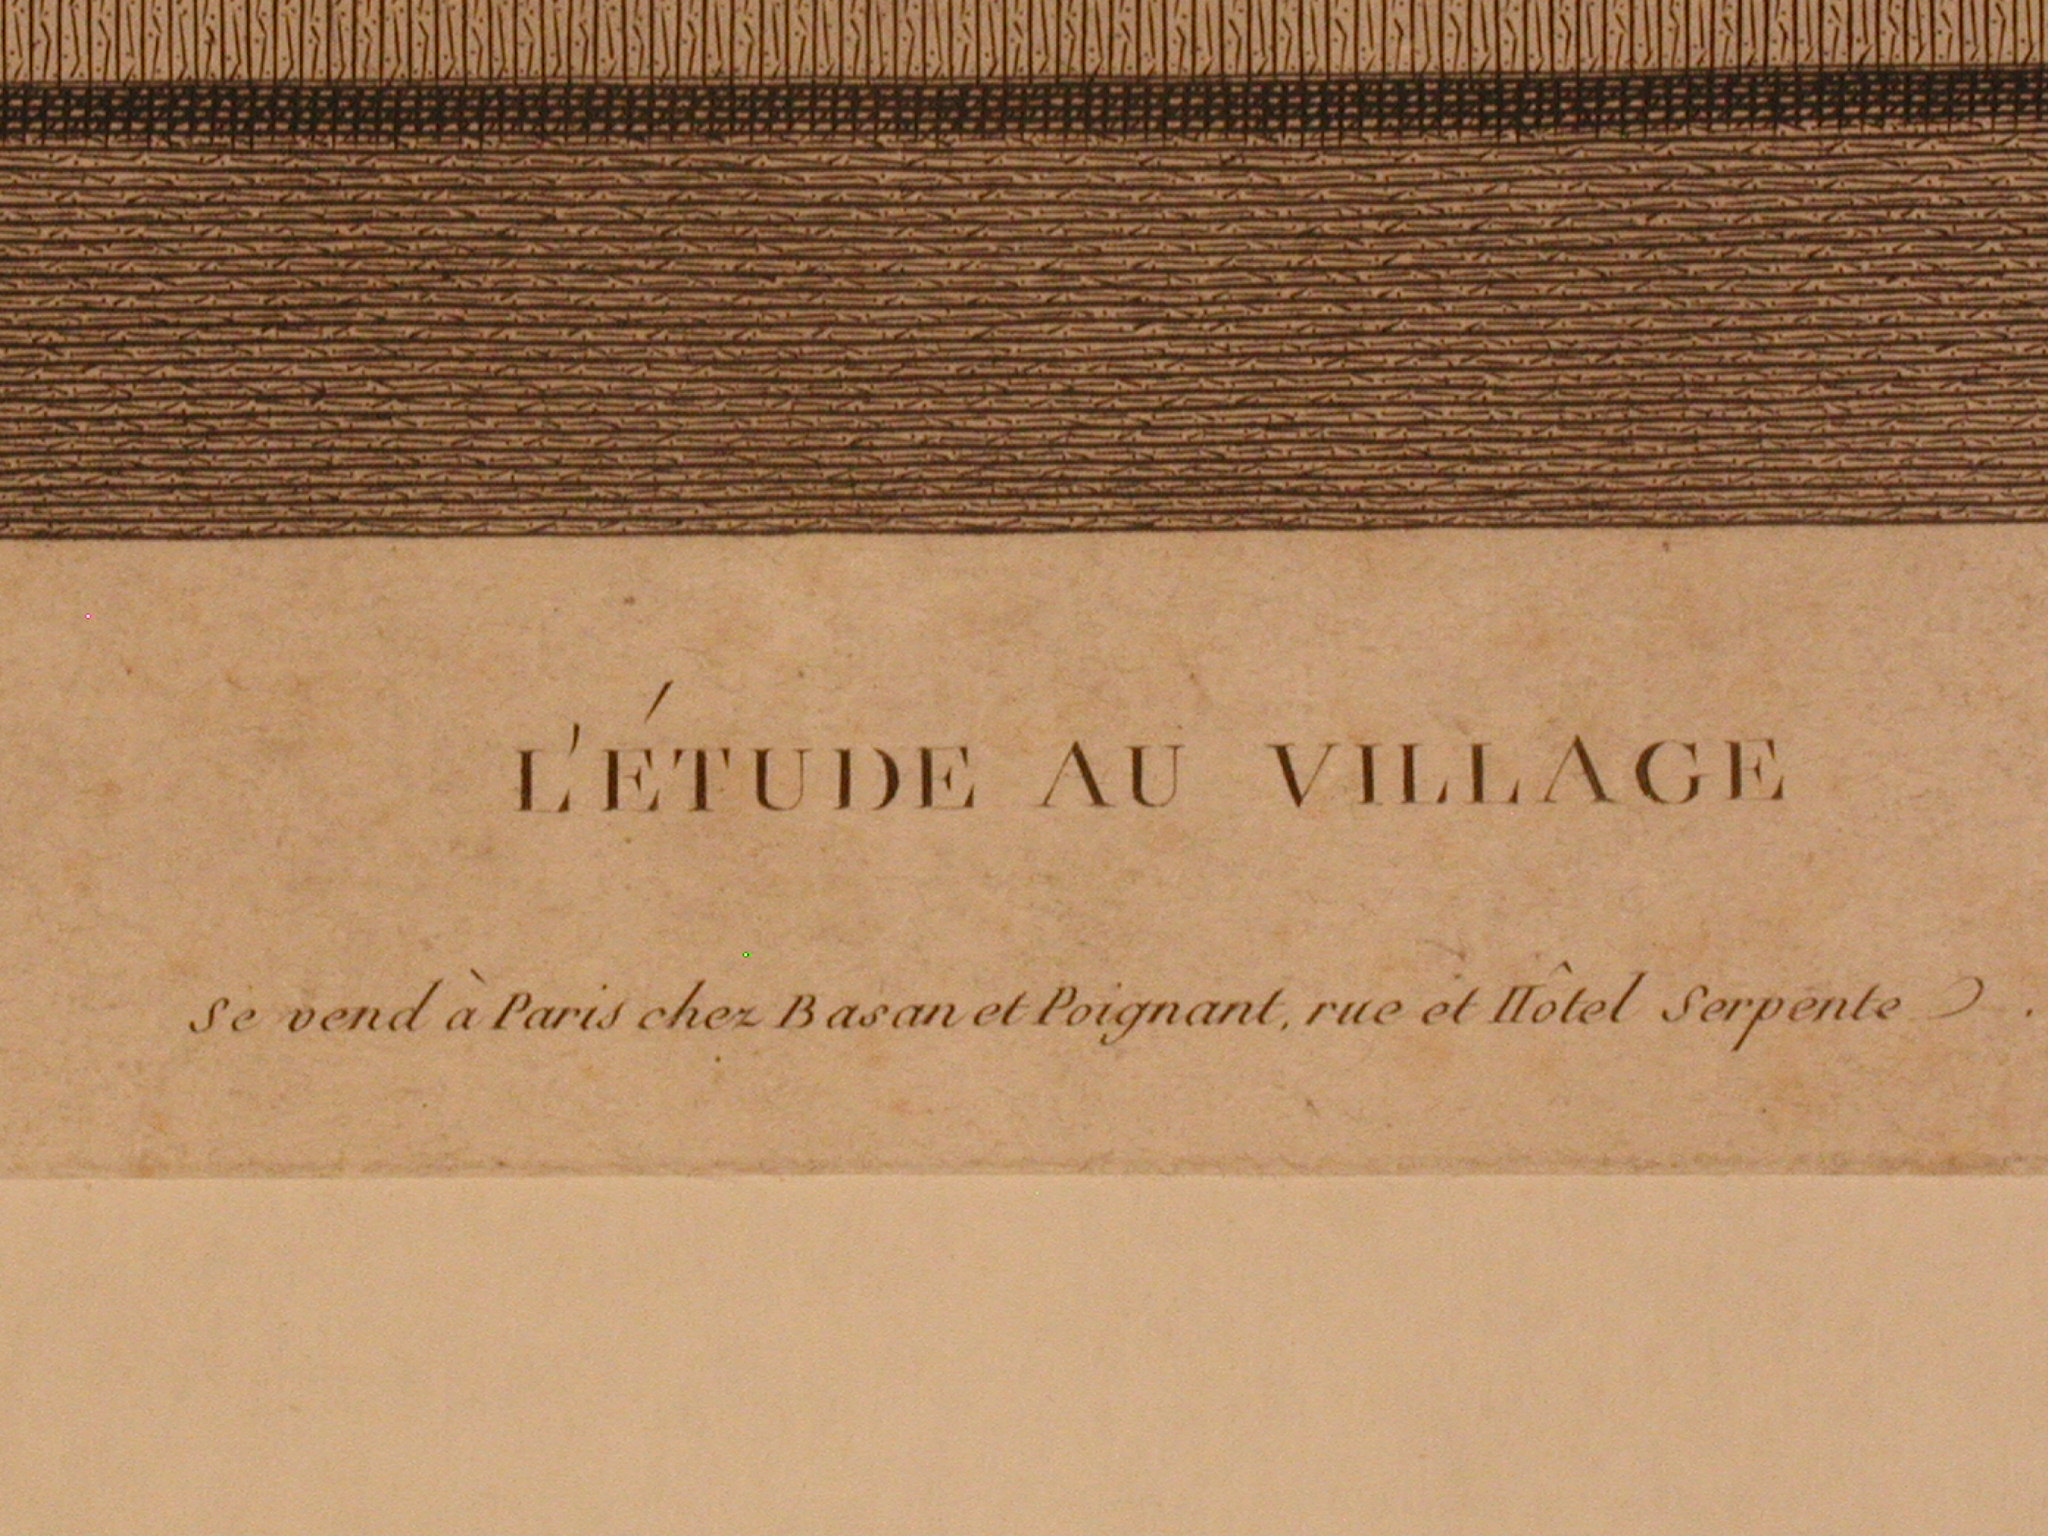 L'ÉTUDE AU VILLAGE
Se vend à Paris chez Basan et Poignant, rue et Hôtel Serpente .